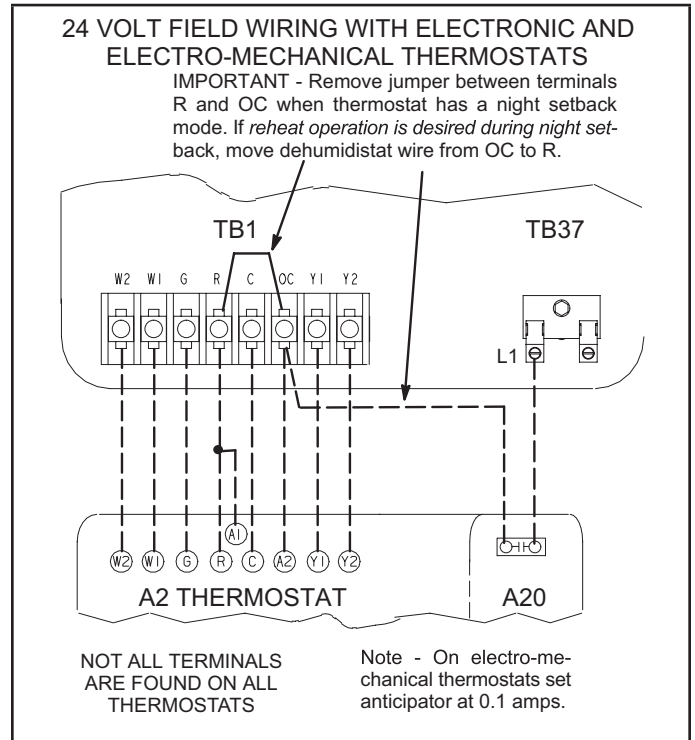 24 VOLT FIELD WIRING WITH ELECTRONIC AND
ELECTRO-MECHANICAL THERMOSTATS
IMPORTANT - Remove jumper between terminals
R and OC when thermostat has a night setback
mode. If reheat operation is desired during night set-
back, move dehumidistat wire from OC to R.
TB1
TB37
W2 W1 G R C OC Y1 Y2
L1
A1
W2 W1 G R C A2 Y1 Y2
A2 THERMOSTAT
A20
NOT ALL TERMINALS
ARE FOUND ON ALL
THERMOSTATS
Note - On electro-me-
chanical thermostats set
anticipator at 0.1 amps.